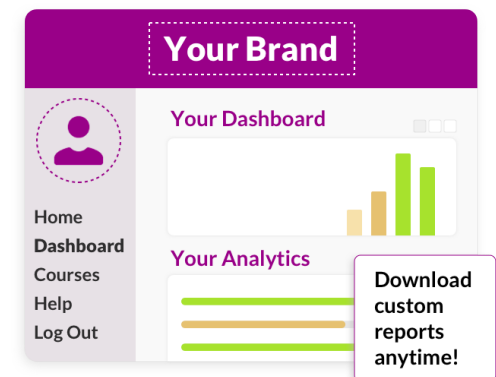 Your Brand
Your Dashboard
Home
Dashboard
Courses
Help
Log Out
Your Analytics
Download
custom
reports
anytime!